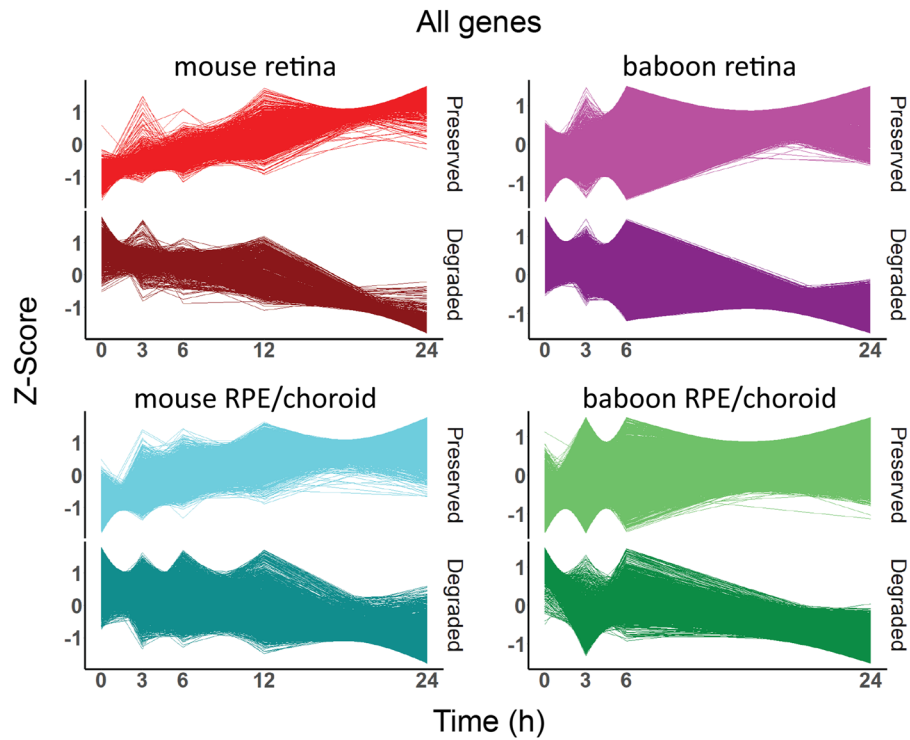 All genes
mouse retina
baboon retina
1
0
-1
Preserved
1
0
-1
Preserved
1
0
-1
Degraded
1
0
-1
Degraded
0 3 6 12 24
0 3 6 24
Z-Score
mouse RPE/choroid
baboon RPE/choroid
1
0
-1
Preserved
1
0
-1
Preserved
1
0
-1
Degraded
1
0
-1
Degraded
0 3 6 12 24
0 3 6 24
Time (h)